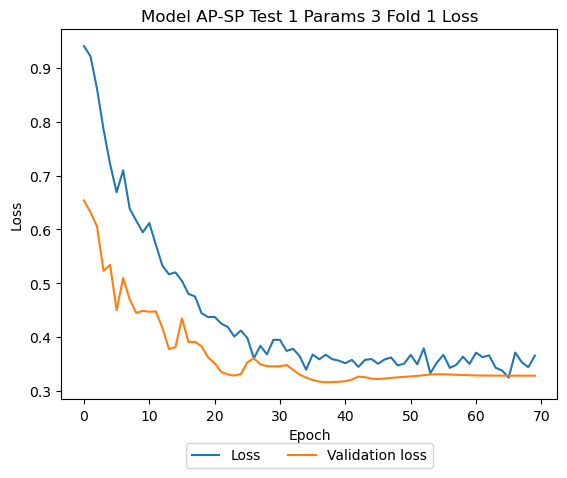 Model AP-SP Test 1 Params 3 Fold 1 Loss
Loss
0.9
0.8
0.7
0.6
0.5
0.4
0.3
0 10 20 30 40 50 60 70
Epoch
Loss Validation loss